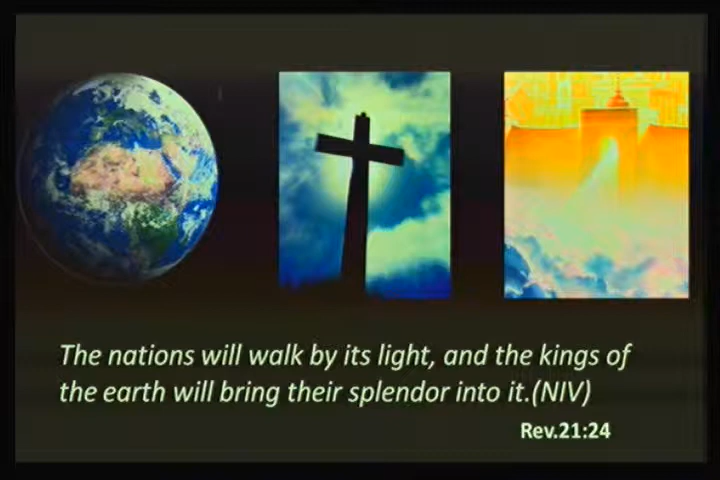 The nations will walk by its light, and the kings of
the earth will bring their splendor into it.(NIV)
Rev.21:24